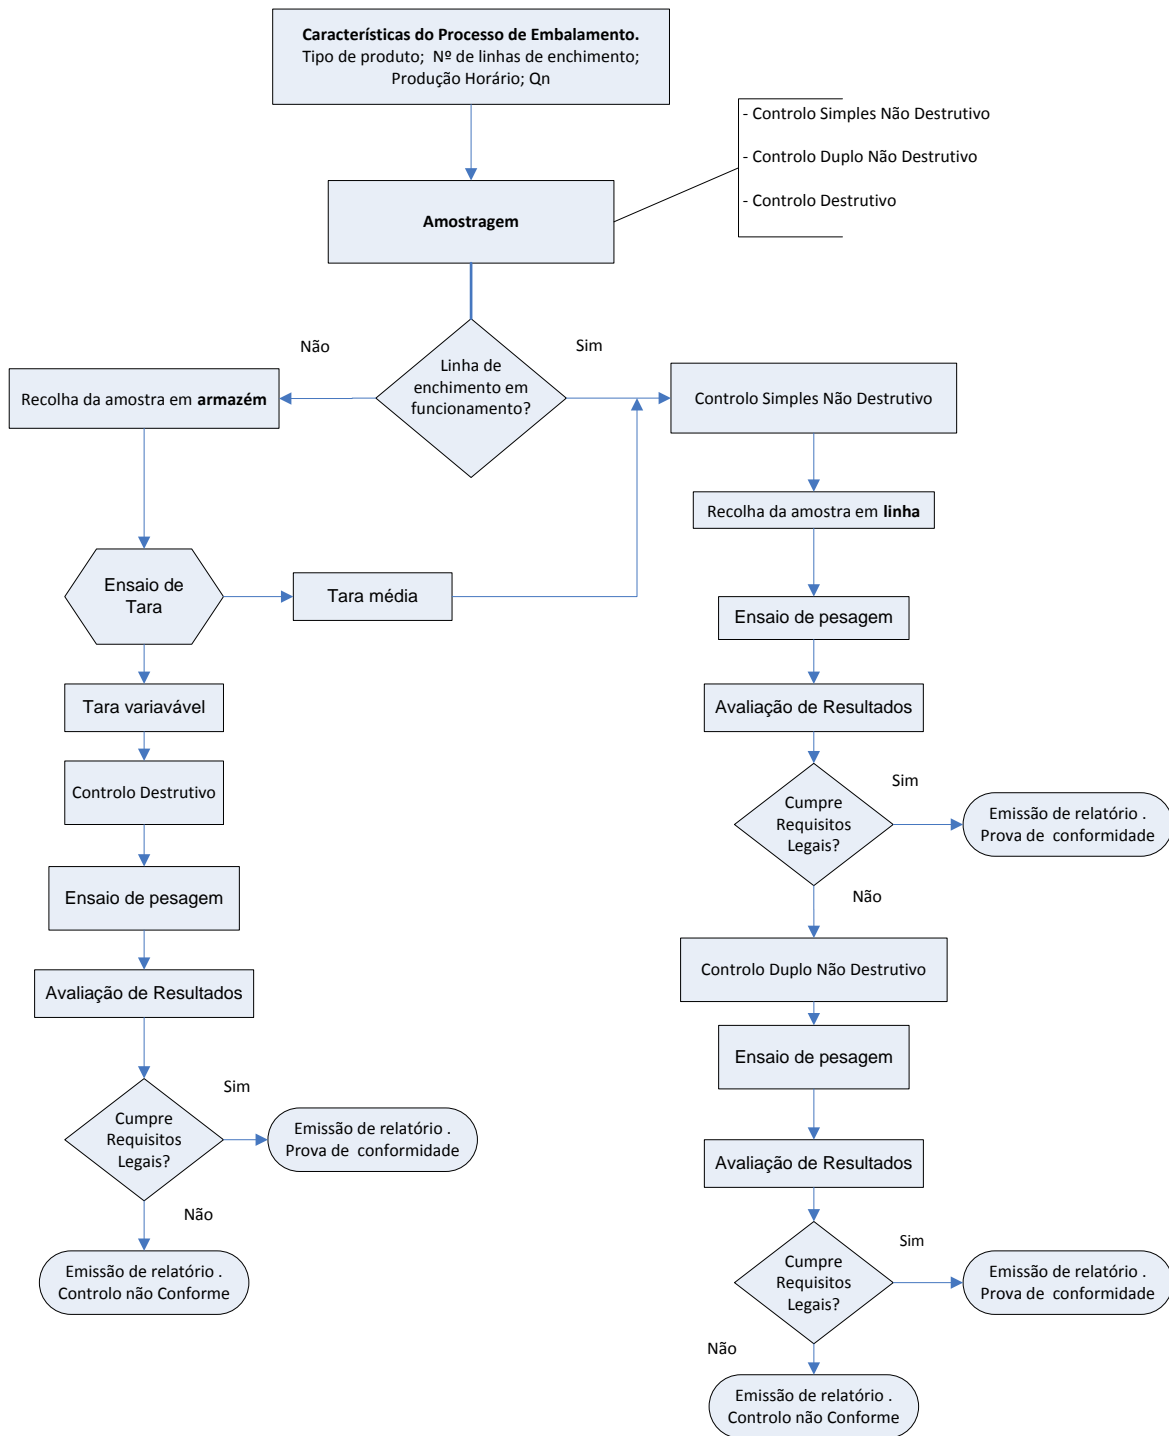 Características do Processo de Embalamento.
Tipo de produto; Nº de linhas de enchimento;
Produção Horário; Qn
- Controlo Simples Não Destrutivo
- Controlo Duplo Não Destrutivo
- Controlo Destrutivo
Amostragem
Não
Sim
Linha de
enchimento em
funcionamento?
Recolha da amostra em armazém
Controlo Simples Não Destrutivo
Recolha da amostra em linha
Ensaio de
Tara
Tara média
Ensaio de pesagem
Tara variavável
Avaliação de Resultados
Controlo Destrutivo
Sim
Cumpre
Requisitos
Legais?
Emissão de relatório .
Prova de conformidade
Não
Ensaio de pesagem
Controlo Duplo Não Destrutivo
Avaliação de Resultados
Ensaio de pesagem
Sim
Cumpre
Requisitos
Legais?
Emissão de relatório .
Prova de conformidade
Avaliação de Resultados
Não
Sim
Emissão de relatório .
Controlo não Conforme
Cumpre
Requisitos
Legais?
Emissão de relatório .
Prova de conformidade
Não
Emissão de relatório .
Controlo não Conforme